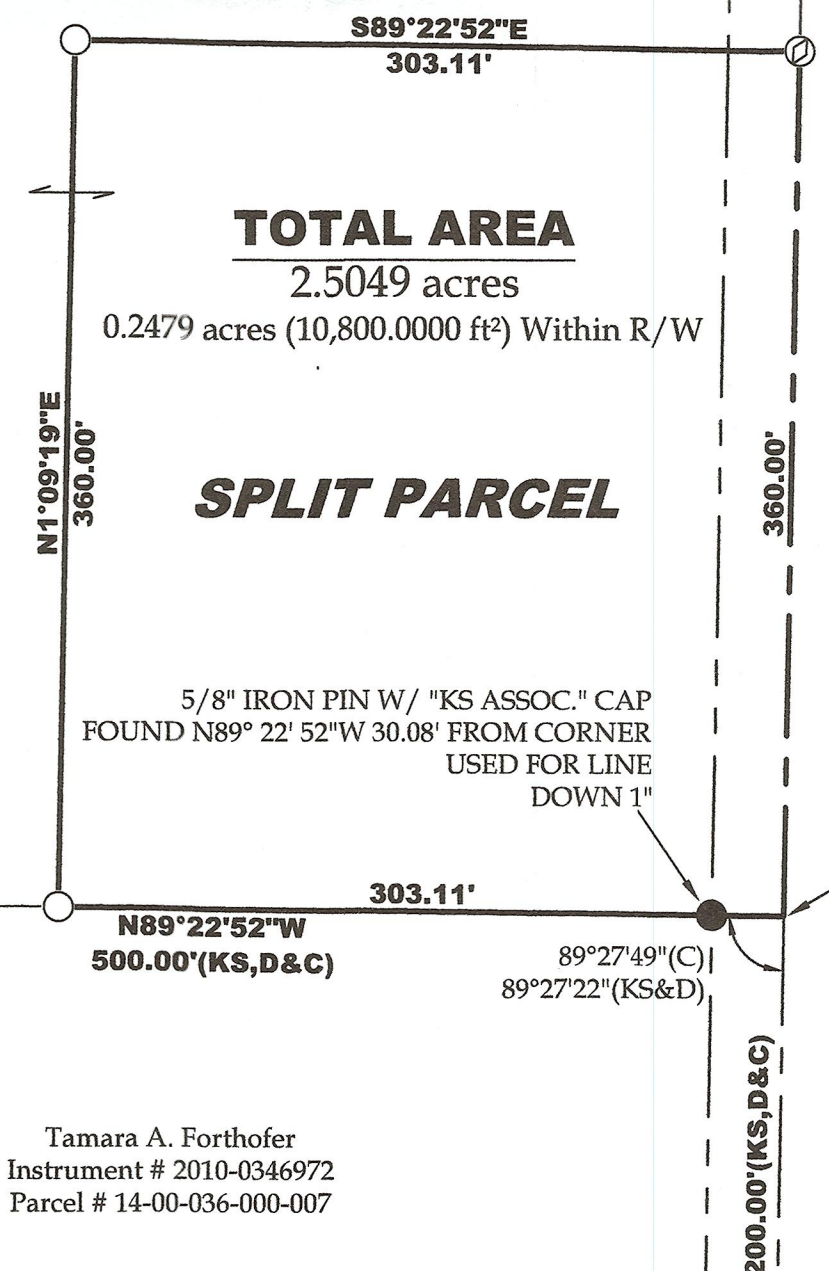 S89°22'52"E
303.11'
TOTAL AREA
2.5049 acres
0.2479 acres (10,800.0000 ft²) Within R/W
N1°09'19"E
360.00'
360.00'
SPLIT PARCEL
5/8" IRON PIN W/ "KS ASSOC." CAP
FOUND N89° 22' 52"W 30.08' FROM CORNER
USED FOR LINE
DOWN 1"
303.11'
N89°22'52"W
500.00'(KS,D&C)
89°27'49"(C)
89°27'22"(KS&D)
200.00'(KS,D&C)
Tamara A. Forthofer
Instrument # 2010-0346972
Parcel # 14-00-036-000-007